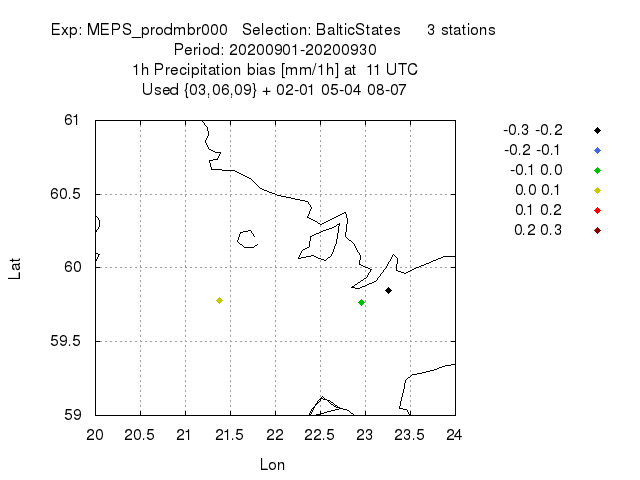 Exp: MEPS_prodmbr000 Selection: BalticStates 3 stations
Period: 20200901-20200930
1h Precipitation bias [mm/1h] at 11 UTC
Used {03,06,09} + 02-01 05-04 08-07
61
60.5
60
59.5
59
Lat
20 20.5 21 21.5 22 22.5 23 23.5 24
Lon
-0.3 -0.2
-0.2 -0.1
-0.1 0.0
0.0 0.1
0.1 0.2
0.2 0.3